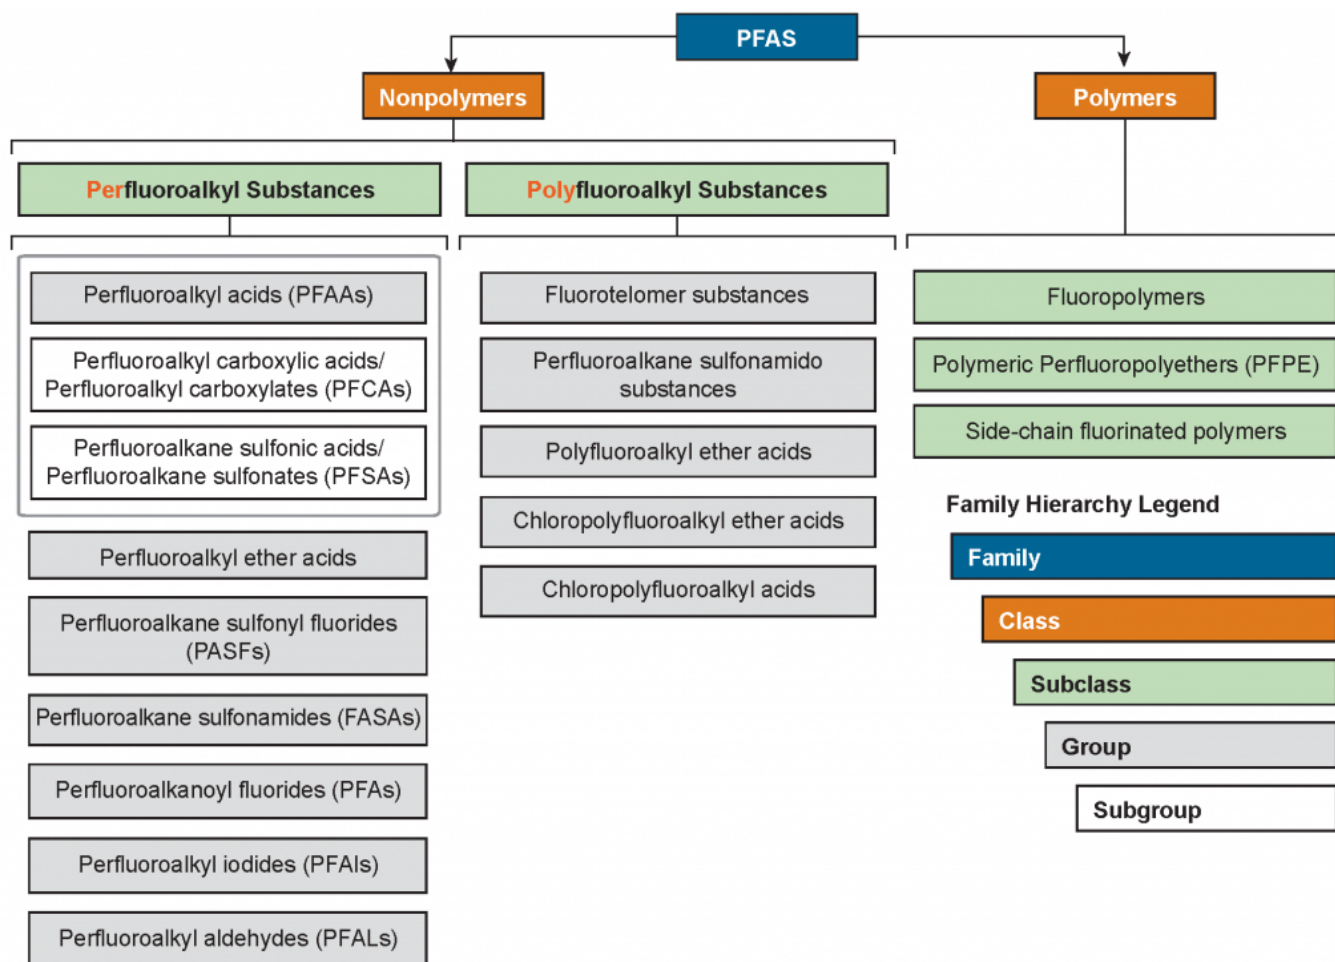 PFAS
Nonpolymers
Polymers
Perfluoroalkyl Substances
Polyfluoroalkyl Substances
Perfluoroalkyl acids (PFAAs)
Perfluoroalkyl carboxylic acids/
Perfluoroalkyl carboxylates (PFCAs)
Perfluoroalkane sulfonic acids/
Perfluoroalkane sulfonates (PFSAs)
Perfluoroalkyl ether acids
Perfluoroalkane sulfonyl fluorides
(PASFs)
Perfluoroalkane sulfonamides (FASAs)
Perfluoroalkanoyl fluorides (PFAs)
Perfluoroalkyl iodides (PFAIs)
Perfluoroalkyl aldehydes (PFALs)
Fluorotelomer substances
Perfluoroalkane sulfonamido
substances
Polyfluoroalkyl ether acids
Chloropolyfluoroalkyl ether acids
Chloropolyfluoroalkyl acids
Fluoropolymers
Polymeric Perfluoropolyethers (PFPE)
Side-chain fluorinated polymers
Family Hierarchy Legend
Family
Class
Subclass
Group
Subgroup